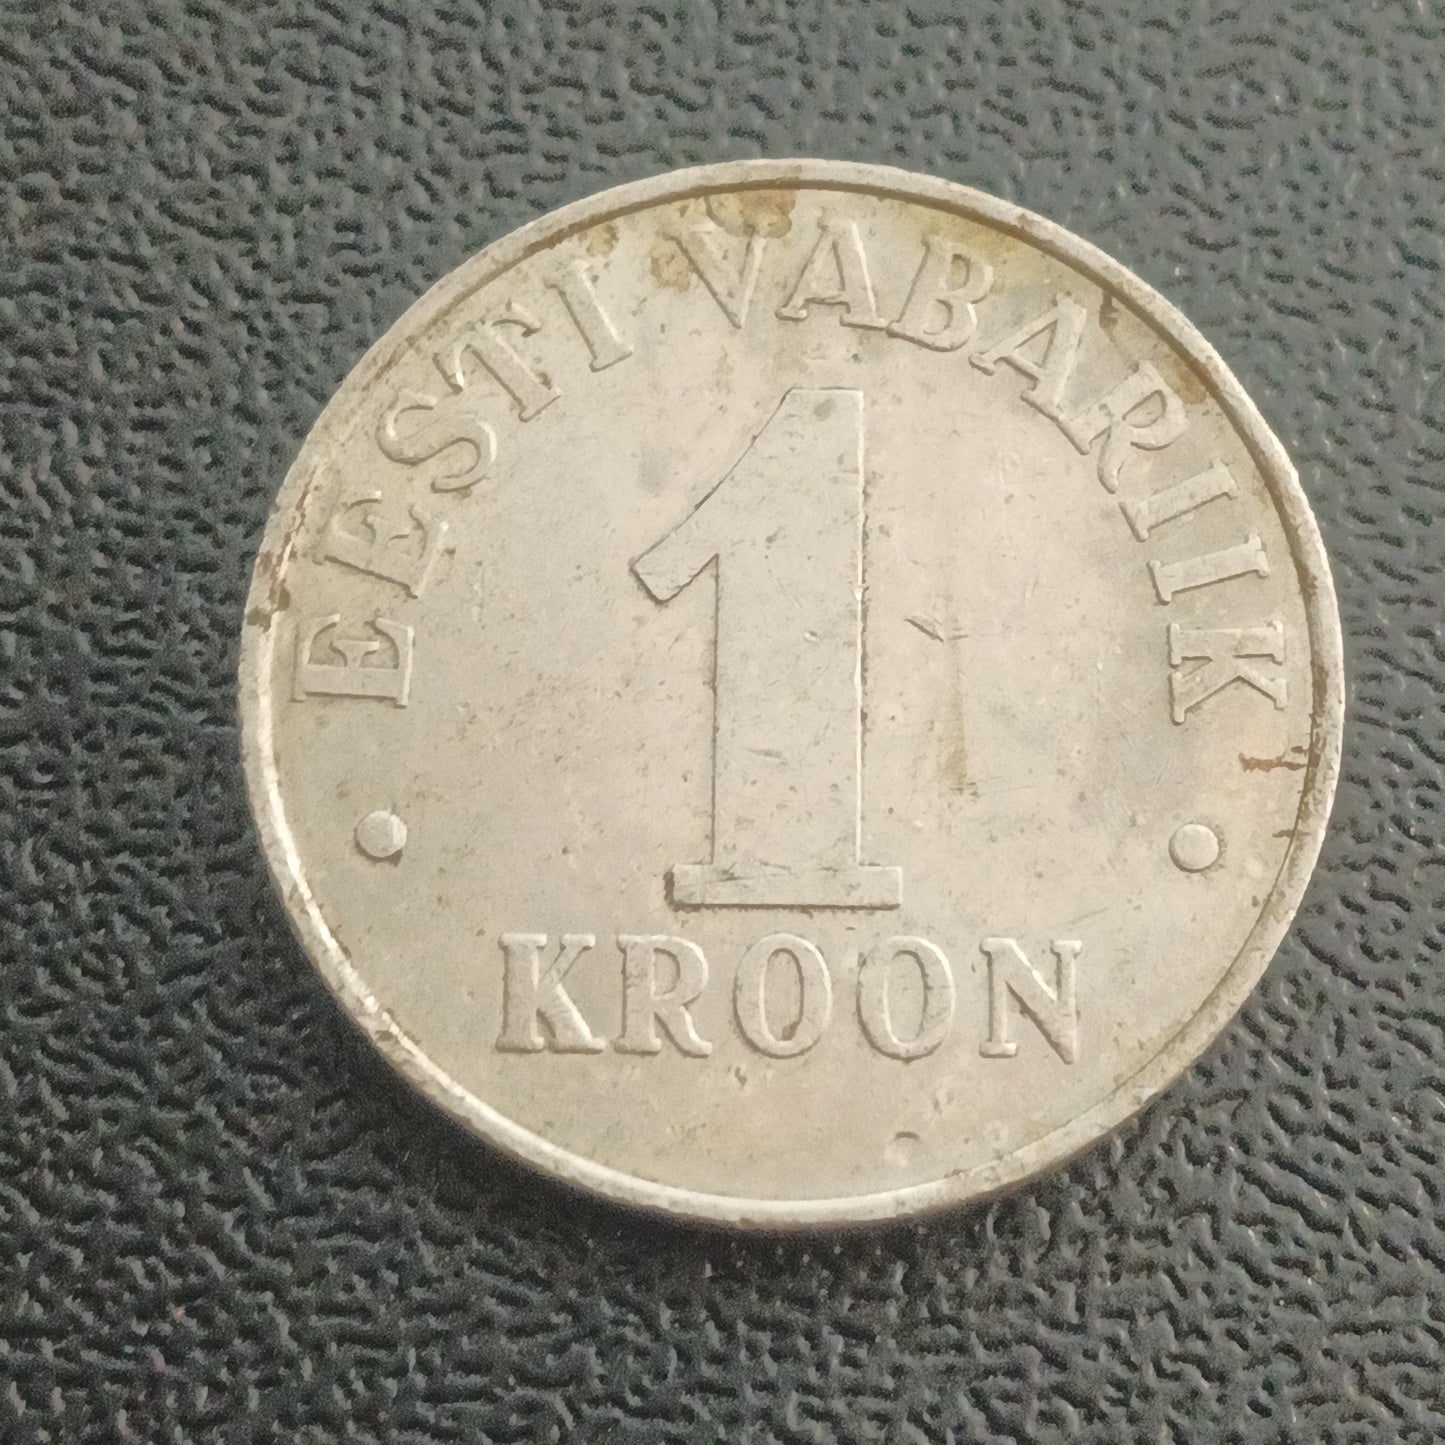 EESTI VABARIIK
1
KROON